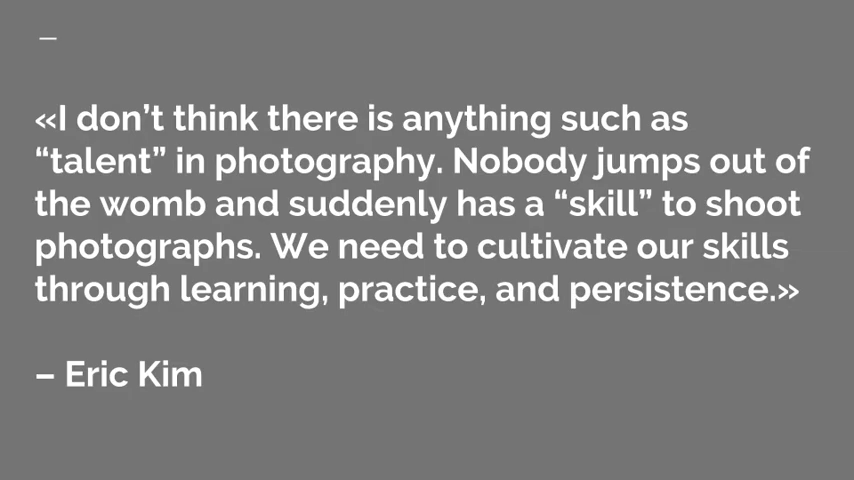 «I don’t think there is anything such as
“talent” in photography. Nobody jumps out of
the womb and suddenly has a “skill” to shoot
photographs. We need to cultivate our skills
through learning, practice, and persistence.»
– Eric Kim